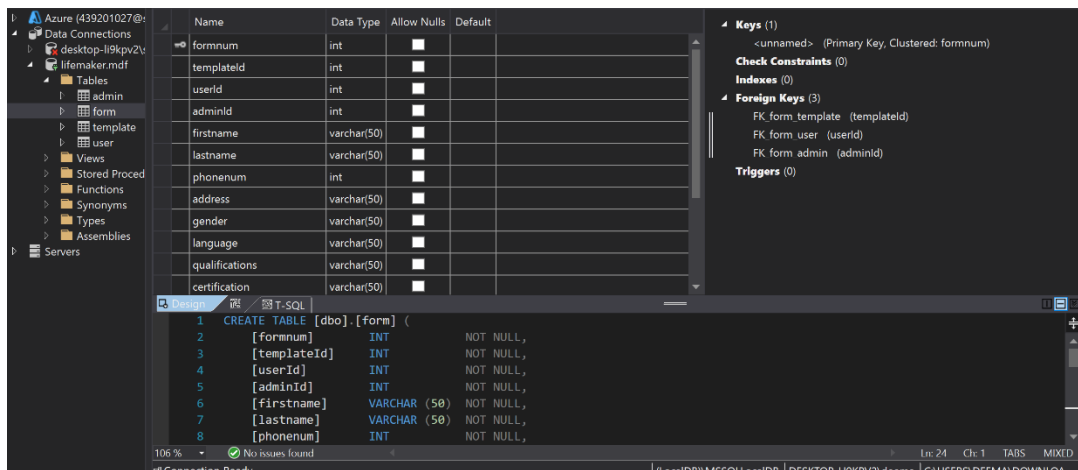 Azure (439201027@s
Data Connections
desktop-li9kpv2\s
lifemaker.mdf
Tables
admin
form
template
user
Views
Stored Proced
Functions
Synonyms
Types
Assemblies
Servers
Name Data Type Allow Nulls Default
formnum int
templateId int
userId int
adminId int
firstname varchar(50)
lastname varchar(50)
phonenum int
address varchar(50)
gender varchar(50)
language varchar(50)
qualifications varchar(50)
certification varchar(50)
Keys (1)
<unnamed> (Primary Key, Clustered: formnum)
Check Constraints (0)
Indexes (0)
Foreign Keys (3)
FK_form_template (templateId)
FK_form_user (userId)
FK_form_admin (adminId)
Triggers (0)
Design T-SQL
1 CREATE TABLE [dbo].[form] (
2 [formnum] INT NOT NULL,
3 [templateId] INT NOT NULL,
4 [userId] INT NOT NULL,
5 [adminId] INT NOT NULL,
6 [firstname] VARCHAR (50) NOT NULL,
7 [lastname] VARCHAR (50) NOT NULL,
8 [phonenum] INT NOT NULL,
106 % No issues found Ln: 24 Ch: 1 TABS MIXED
Connection Ready